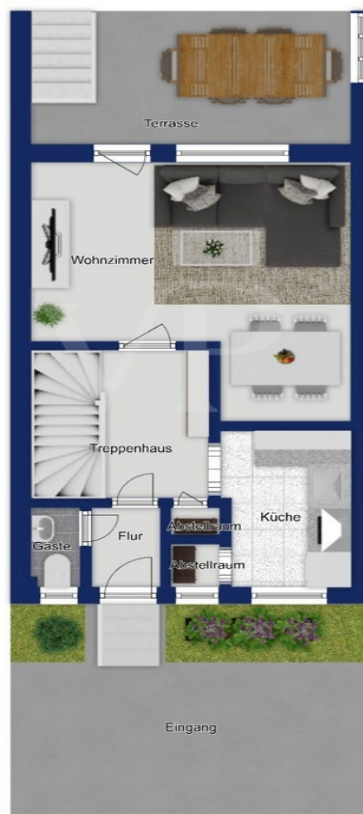 Terrasse
Wohnzimmer
Treppenhaus
Küche
Abstellraum
Flur
Gäste
Abstellraum
Eingang